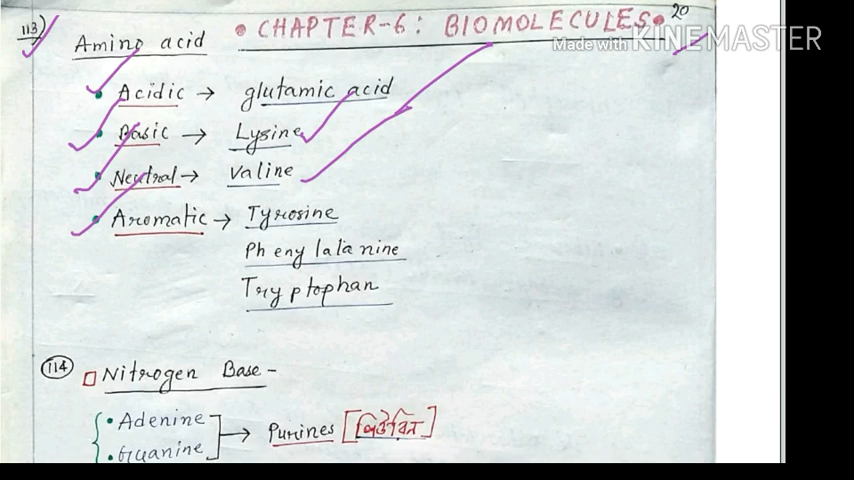 113)
• CHAPTER-6: BIOMOLECULES• 20
Made with KINEMASTER
Amino acid
• Acidic → glutamic acid
• Basic → Lysine
• Neutral → valine
• Aromatic → Tyrosine
Phenylalanine
Tryptophan
114 Nitrogen Base -
• Adenine
• Guanine → Purines [পিউরিন]